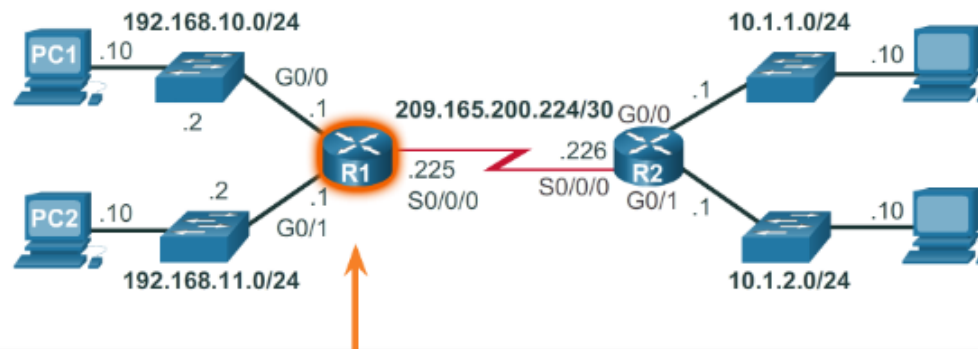 192.168.10.0/24
10.1.1.0/24
PC1
.10
G0/0
.10
.2
.1
209.165.200.224/30
G0/0
.1
R1
.225
S0/0/0
.226
S0/0/0
R2
G0/1
PC2
.10
.2
.1
G0/1
.1
.10
192.168.11.0/24
10.1.2.0/24